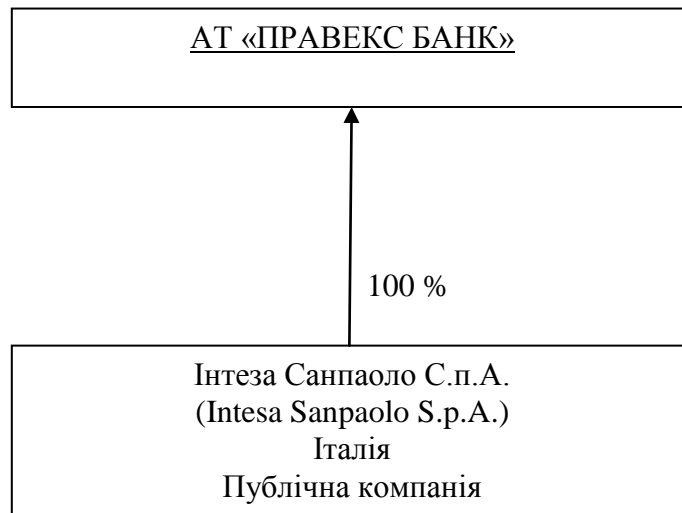 АТ «ПРАВЕКС БАНК»
100 %
Інтеза Санпаоло С.п.А.
(Intesa Sanpaolo S.p.A.)
Італія
Публічна компанія